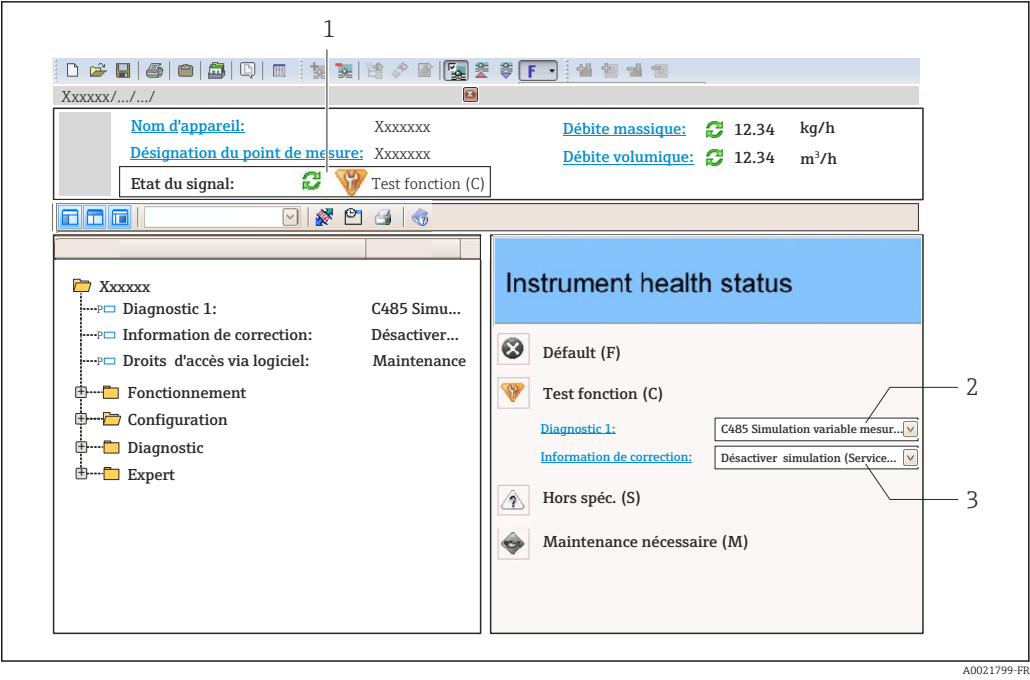 1
F
Xxxxxx/.../.../
Nom d'appareil: Xxxxxxx Débite massique: 12.34 kg/h
Désignation du point de mesure: Xxxxxxx Débite volumique: 12.34 m³/h
Etat du signal: Test fonction (C)
Instrument health status
Xxxxxx
Diagnostic 1: C485 Simu...
Information de correction: Désactiver...
Droits d'accès via logiciel: Maintenance
Fonctionnement
Configuration
Diagnostic
Expert
Défault (F)
Test fonction (C)
2
Diagnostic 1: C485 Simulation variable mesur...
Information de correction: Désactiver simulation (Service...
3
Hors spéc. (S)
Maintenance nécessaire (M)
A0021799-FR